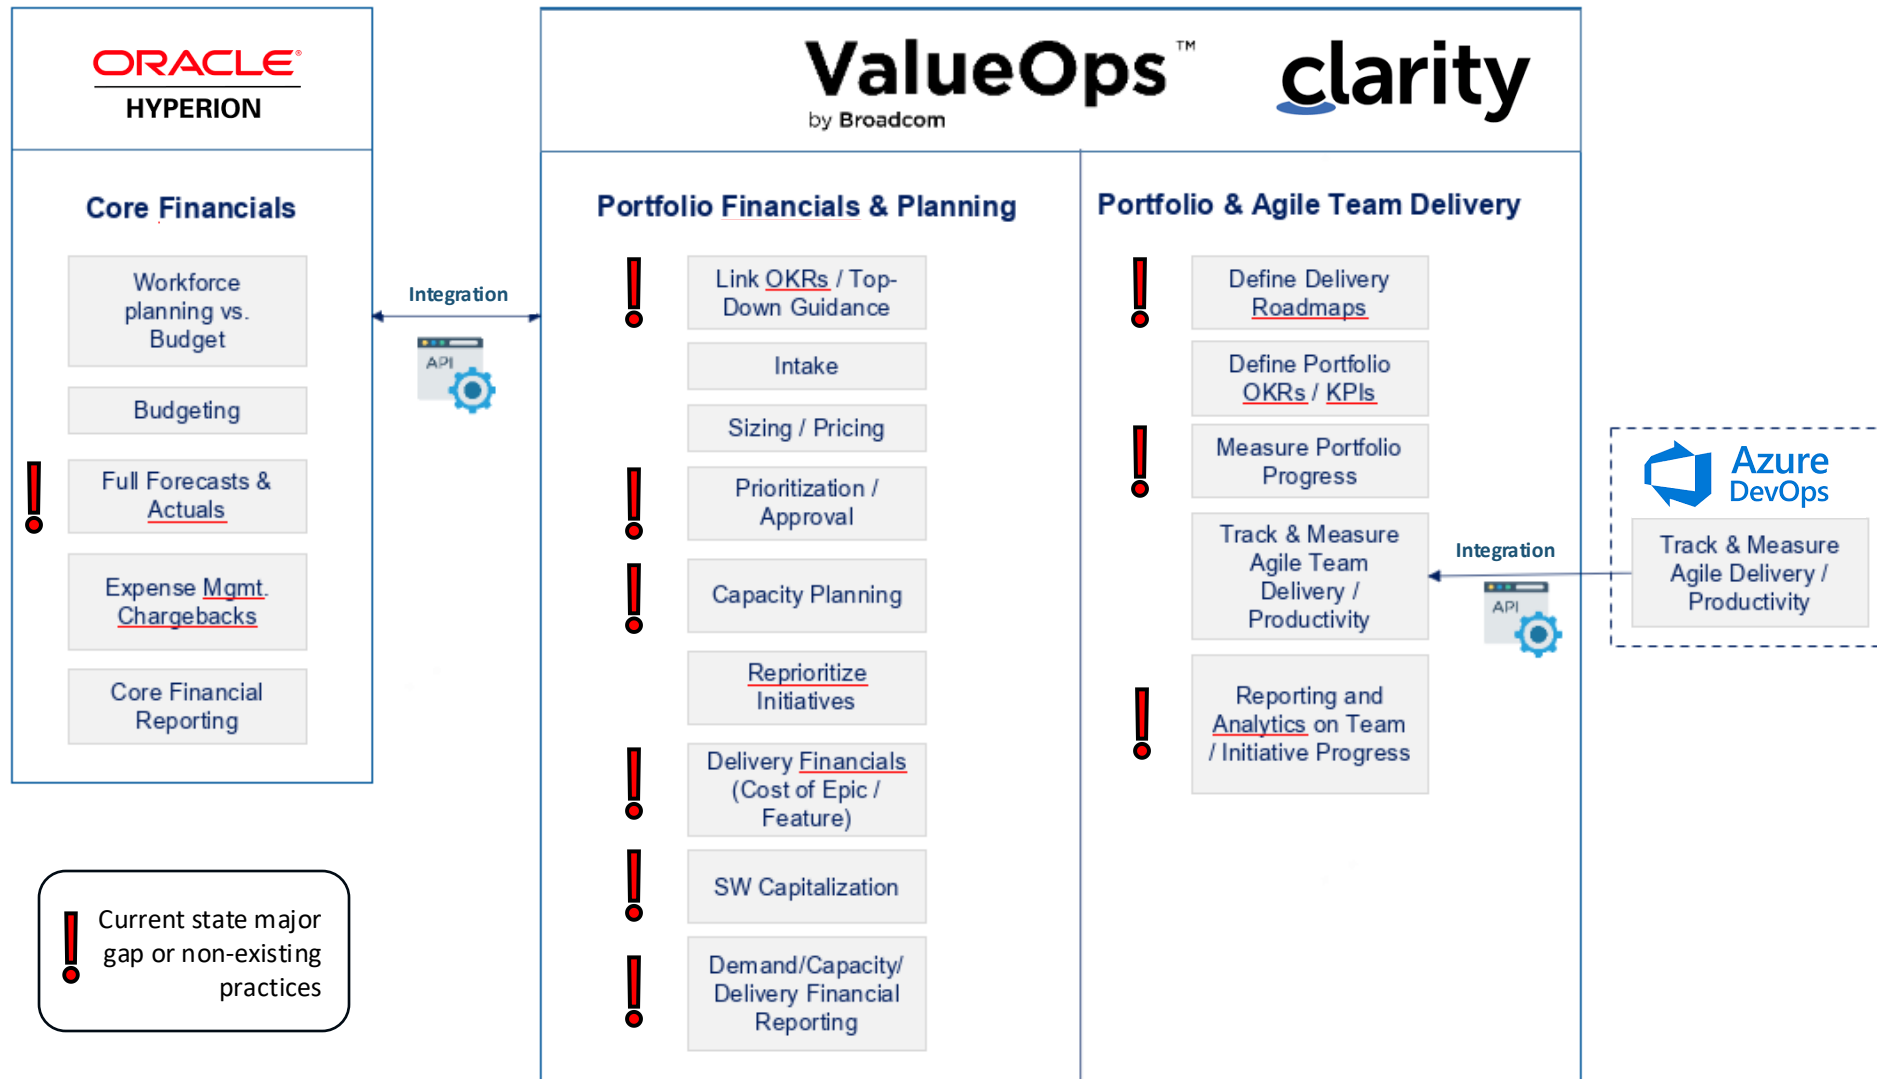 ORACLE®
HYPERION
ValueOps™
by Broadcom
clarity
Core Financials
Workforce
planning vs.
Budget
Budgeting
Full Forecasts &
Actuals
Expense Mgmt.
Chargebacks
Core Financial
Reporting
Integration
API
Portfolio Financials & Planning
Link OKRs / Top-
Down Guidance
Intake
Sizing / Pricing
Prioritization /
Approval
Capacity Planning
Reprioritize
Initiatives
Delivery Financials
(Cost of Epic /
Feature)
SW Capitalization
Demand/Capacity/
Delivery Financial
Reporting
Portfolio & Agile Team Delivery
Define Delivery
Roadmaps
Define Portfolio
OKRs / KPIs
Measure Portfolio
Progress
Track & Measure
Agile Team
Delivery /
Productivity
Reporting and
Analytics on Team
/ Initiative Progress
Integration
API
Azure
DevOps
Track & Measure
Agile Delivery /
Productivity
Current state major
gap or non-existing
practices